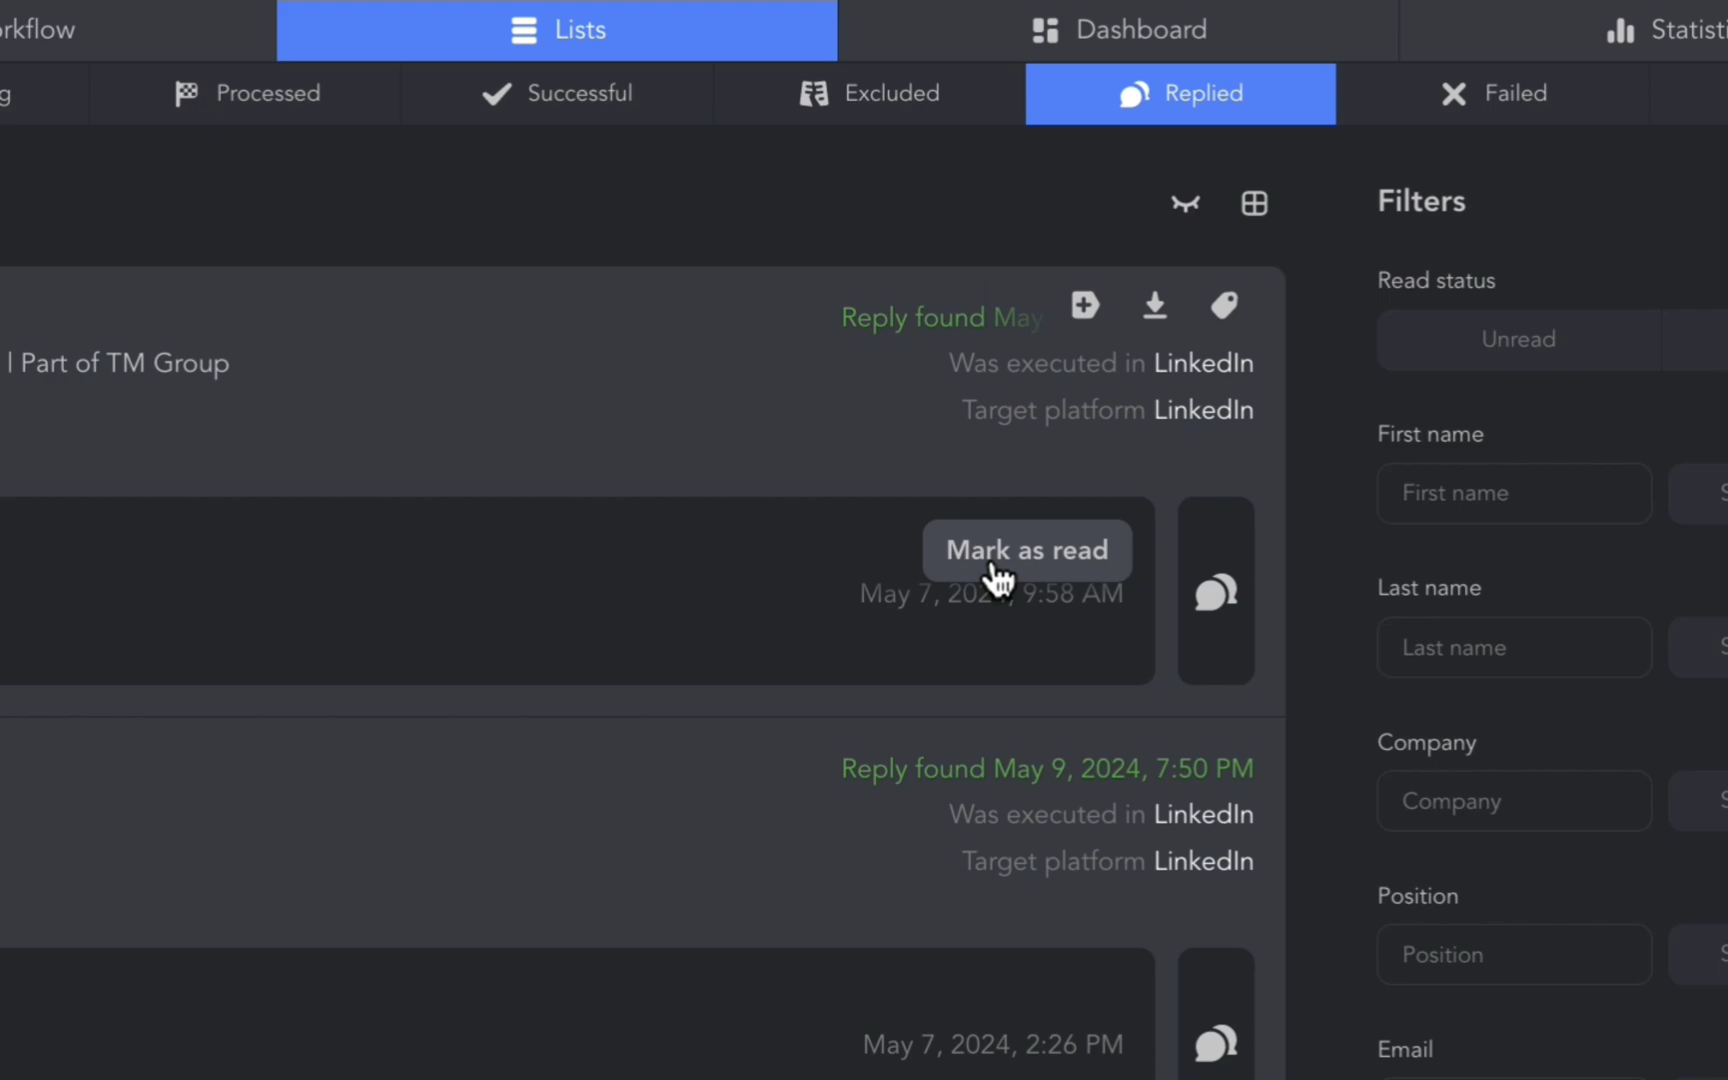 rkflow
Lists
Dashboard
Statisti
g
Processed
Successful
Excluded
Replied
Failed
Filters
Read status
Unread
Reply found May
| Part of TM Group
Was executed in LinkedIn
Target platform LinkedIn
First name
First name
S
Mark as read
May 7, 2024, 9:58 AM
Last name
Last name
S
Reply found May 9, 2024, 7:50 PM
Was executed in LinkedIn
Target platform LinkedIn
Company
Company
S
Position
Position
S
May 7, 2024, 2:26 PM
Email